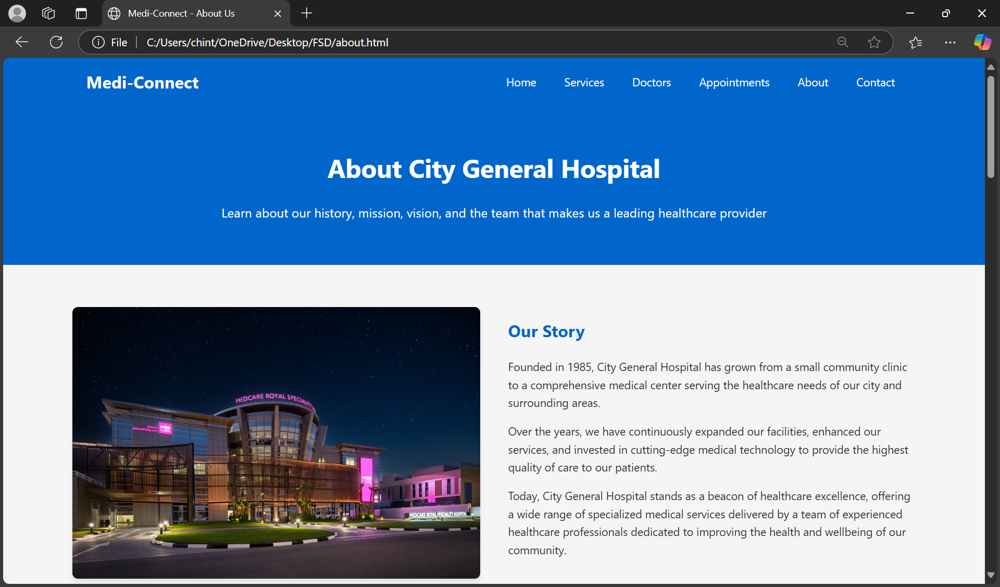 Medi-Connect - About Us
File
C:/Users/chint/OneDrive/Desktop/FSD/about.html
Medi-Connect
Home
Services
Doctors
Appointments
About
Contact
About City General Hospital
Learn about our history, mission, vision, and the team that makes us a leading healthcare provider
MEDCARE ROYAL SPECIALITY
MED
CARE
MED
CARE
EMERGENCY 24x7
MEDCARE ROYAL SPECIALITY HOSPITAL
Our Story
Founded in 1985, City General Hospital has grown from a small community clinic
to a comprehensive medical center serving the healthcare needs of our city and
surrounding areas.
Over the years, we have continuously expanded our facilities, enhanced our
services, and invested in cutting-edge medical technology to provide the highest
quality of care to our patients.
Today, City General Hospital stands as a beacon of healthcare excellence, offering
a wide range of specialized medical services delivered by a team of experienced
healthcare professionals dedicated to improving the health and wellbeing of our
community.